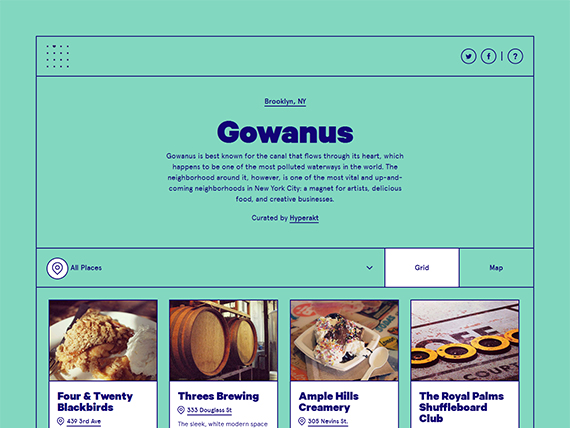 ?
Brooklyn, NY
Gowanus
Gowanus is best known for the canal that flows through its heart, which
happens to be one of the most polluted waterways in the world. The
neighborhood around it, however, is one of the most vital and up-and-
coming neighborhoods in New York City: a magnet for artists, delicious
food, and creative businesses.
Curated by Hyperakt
All Places
Grid
Map
COURT
Four & Twenty
Blackbirds
439 3rd Ave
Threes Brewing
333 Douglass St
The sleek, white modern space
Ample Hills
Creamery
305 Nevins St.
The Royal Palms
Shuffleboard
Club